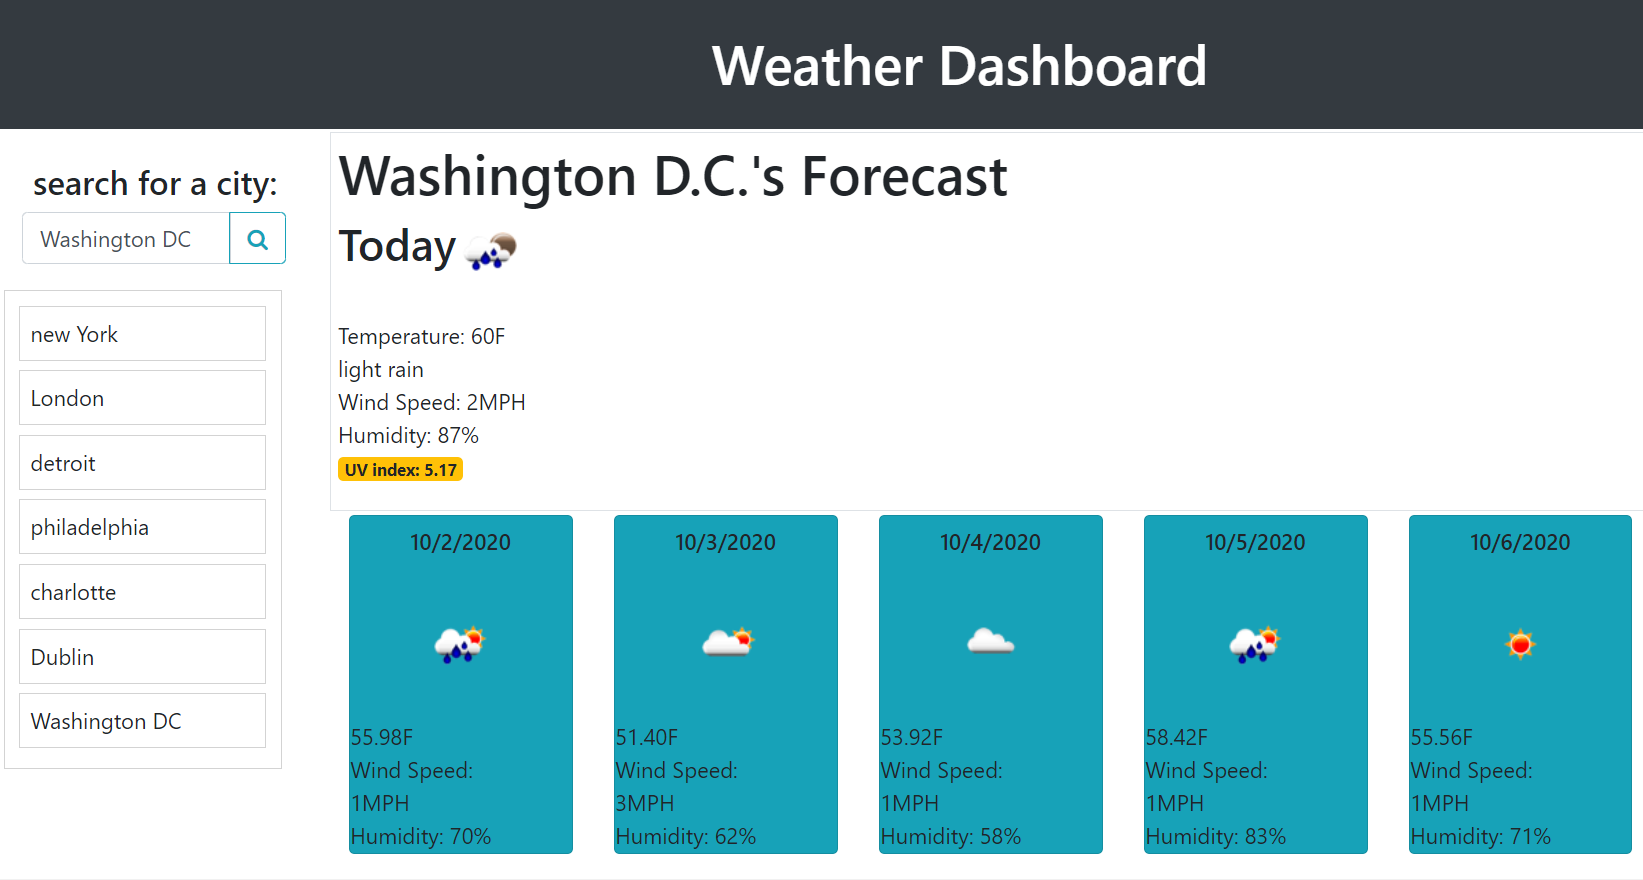 Weather Dashboard
search for a city:
Washington DC
new York
London
detroit
philadelphia
charlotte
Dublin
Washington DC
Washington D.C.'s Forecast
Today
Temperature: 60F
light rain
Wind Speed: 2MPH
Humidity: 87%
UV index: 5.17
10/2/2020
55.98F
Wind Speed:
1MPH
Humidity: 70%
10/3/2020
51.40F
Wind Speed:
3MPH
Humidity: 62%
10/4/2020
53.92F
Wind Speed:
1MPH
Humidity: 58%
10/5/2020
58.42F
Wind Speed:
1MPH
Humidity: 83%
10/6/2020
55.56F
Wind Speed:
1MPH
Humidity: 71%